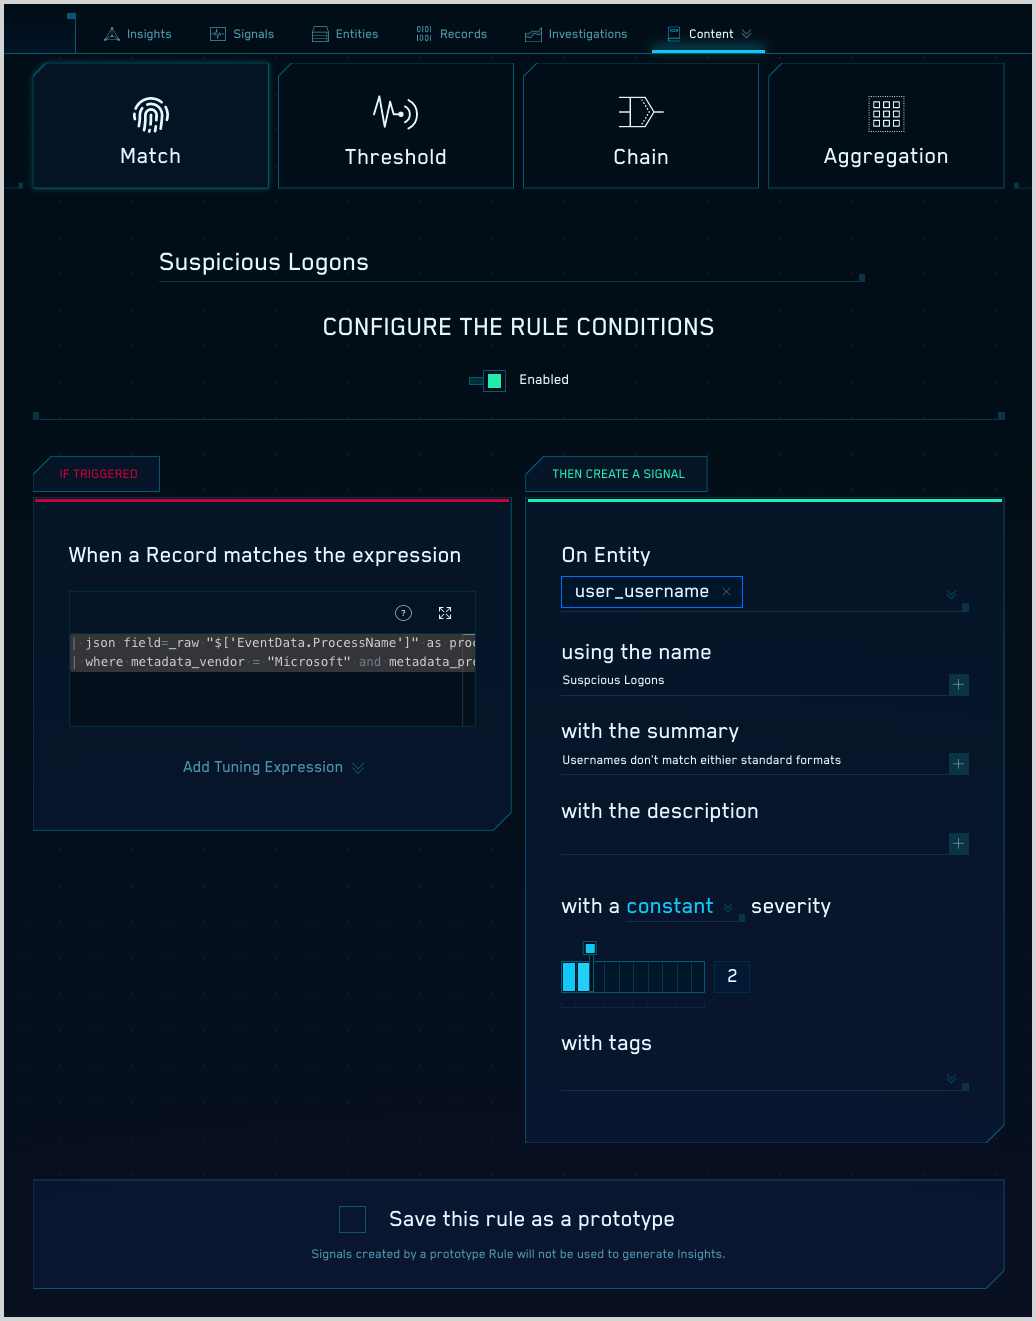 Insights Signals Entities Records Investigations Content
Match Threshold Chain Aggregation
Suspicious Logons
CONFIGURE THE RULE CONDITIONS
Enabled
IF TRIGGERED
When a Record matches the expression
?
| json field=_raw "$['EventData.ProcessName']" as proc
| where metadata_vendor = "Microsoft" and metadata_pro
Add Tuning Expression
THEN CREATE A SIGNAL
On Entity
user_username
using the name
Suspcious Logons
with the summary
Usernames don't match eithier standard formats
with the description
with a constant severity
2
with tags
Save this rule as a prototype
Signals created by a prototype Rule will not be used to generate Insights.